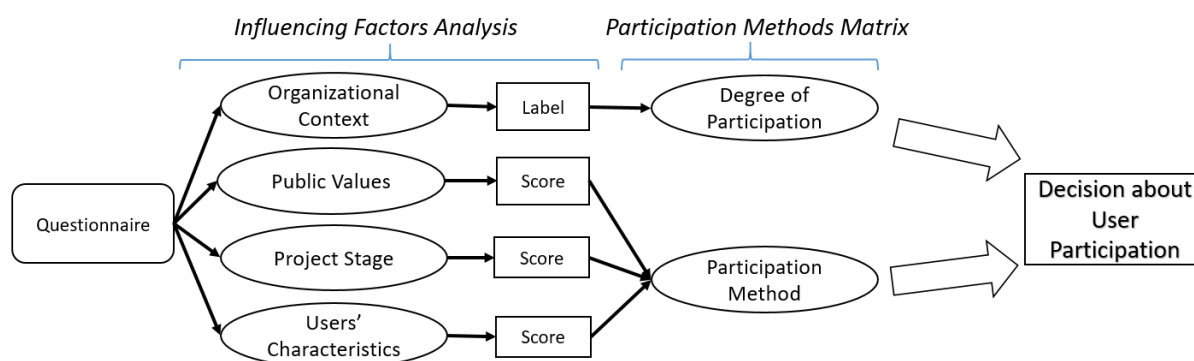 Influencing Factors Analysis
Participation Methods Matrix
Organizational
Context
Label
Degree of
Participation
Public Values
Score
Questionnaire
Decision about
User
Participation
Project Stage
Score
Participation
Method
Users’
Characteristics
Score